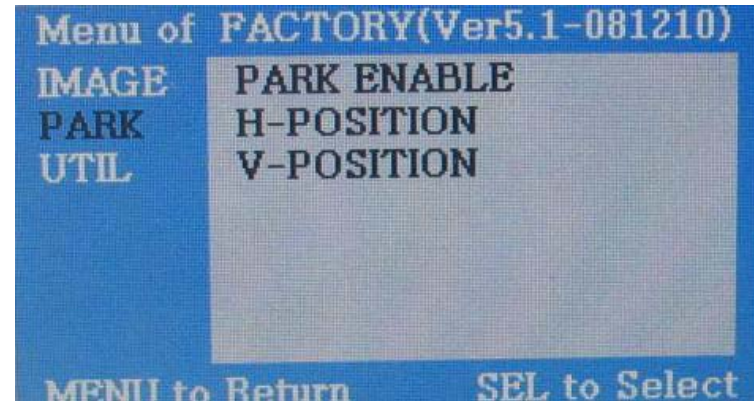 Menu of FACTORY(Ver5.1-081210)
IMAGE PARK ENABLE
PARK H-POSITION
UTIL V-POSITION
MENU to Return SEL to Select